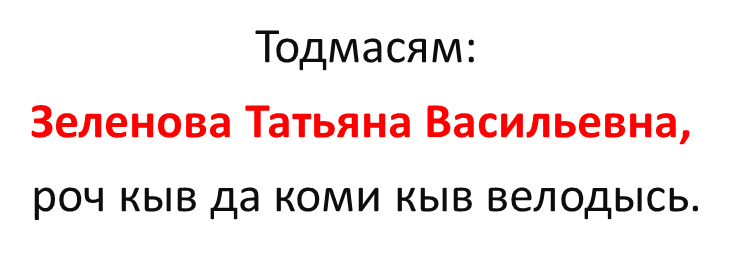 Тодмасям:
Зеленова Татьяна Васильевна,
роч кыв да коми кыв велодысь.